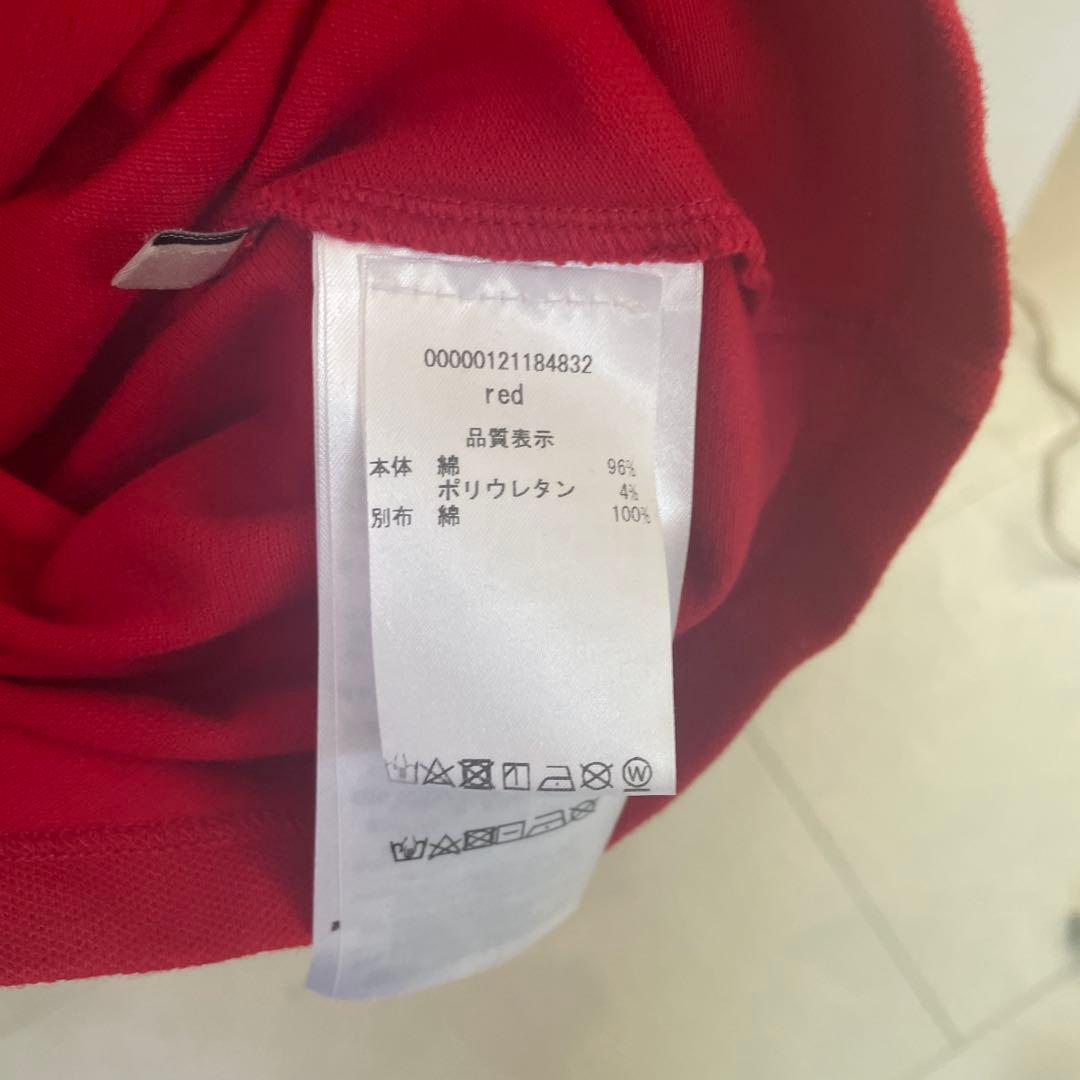 00000121184832
red
品質表示
本体 綿 96%
ポリウレタン 4%
別布 綿 100%
W